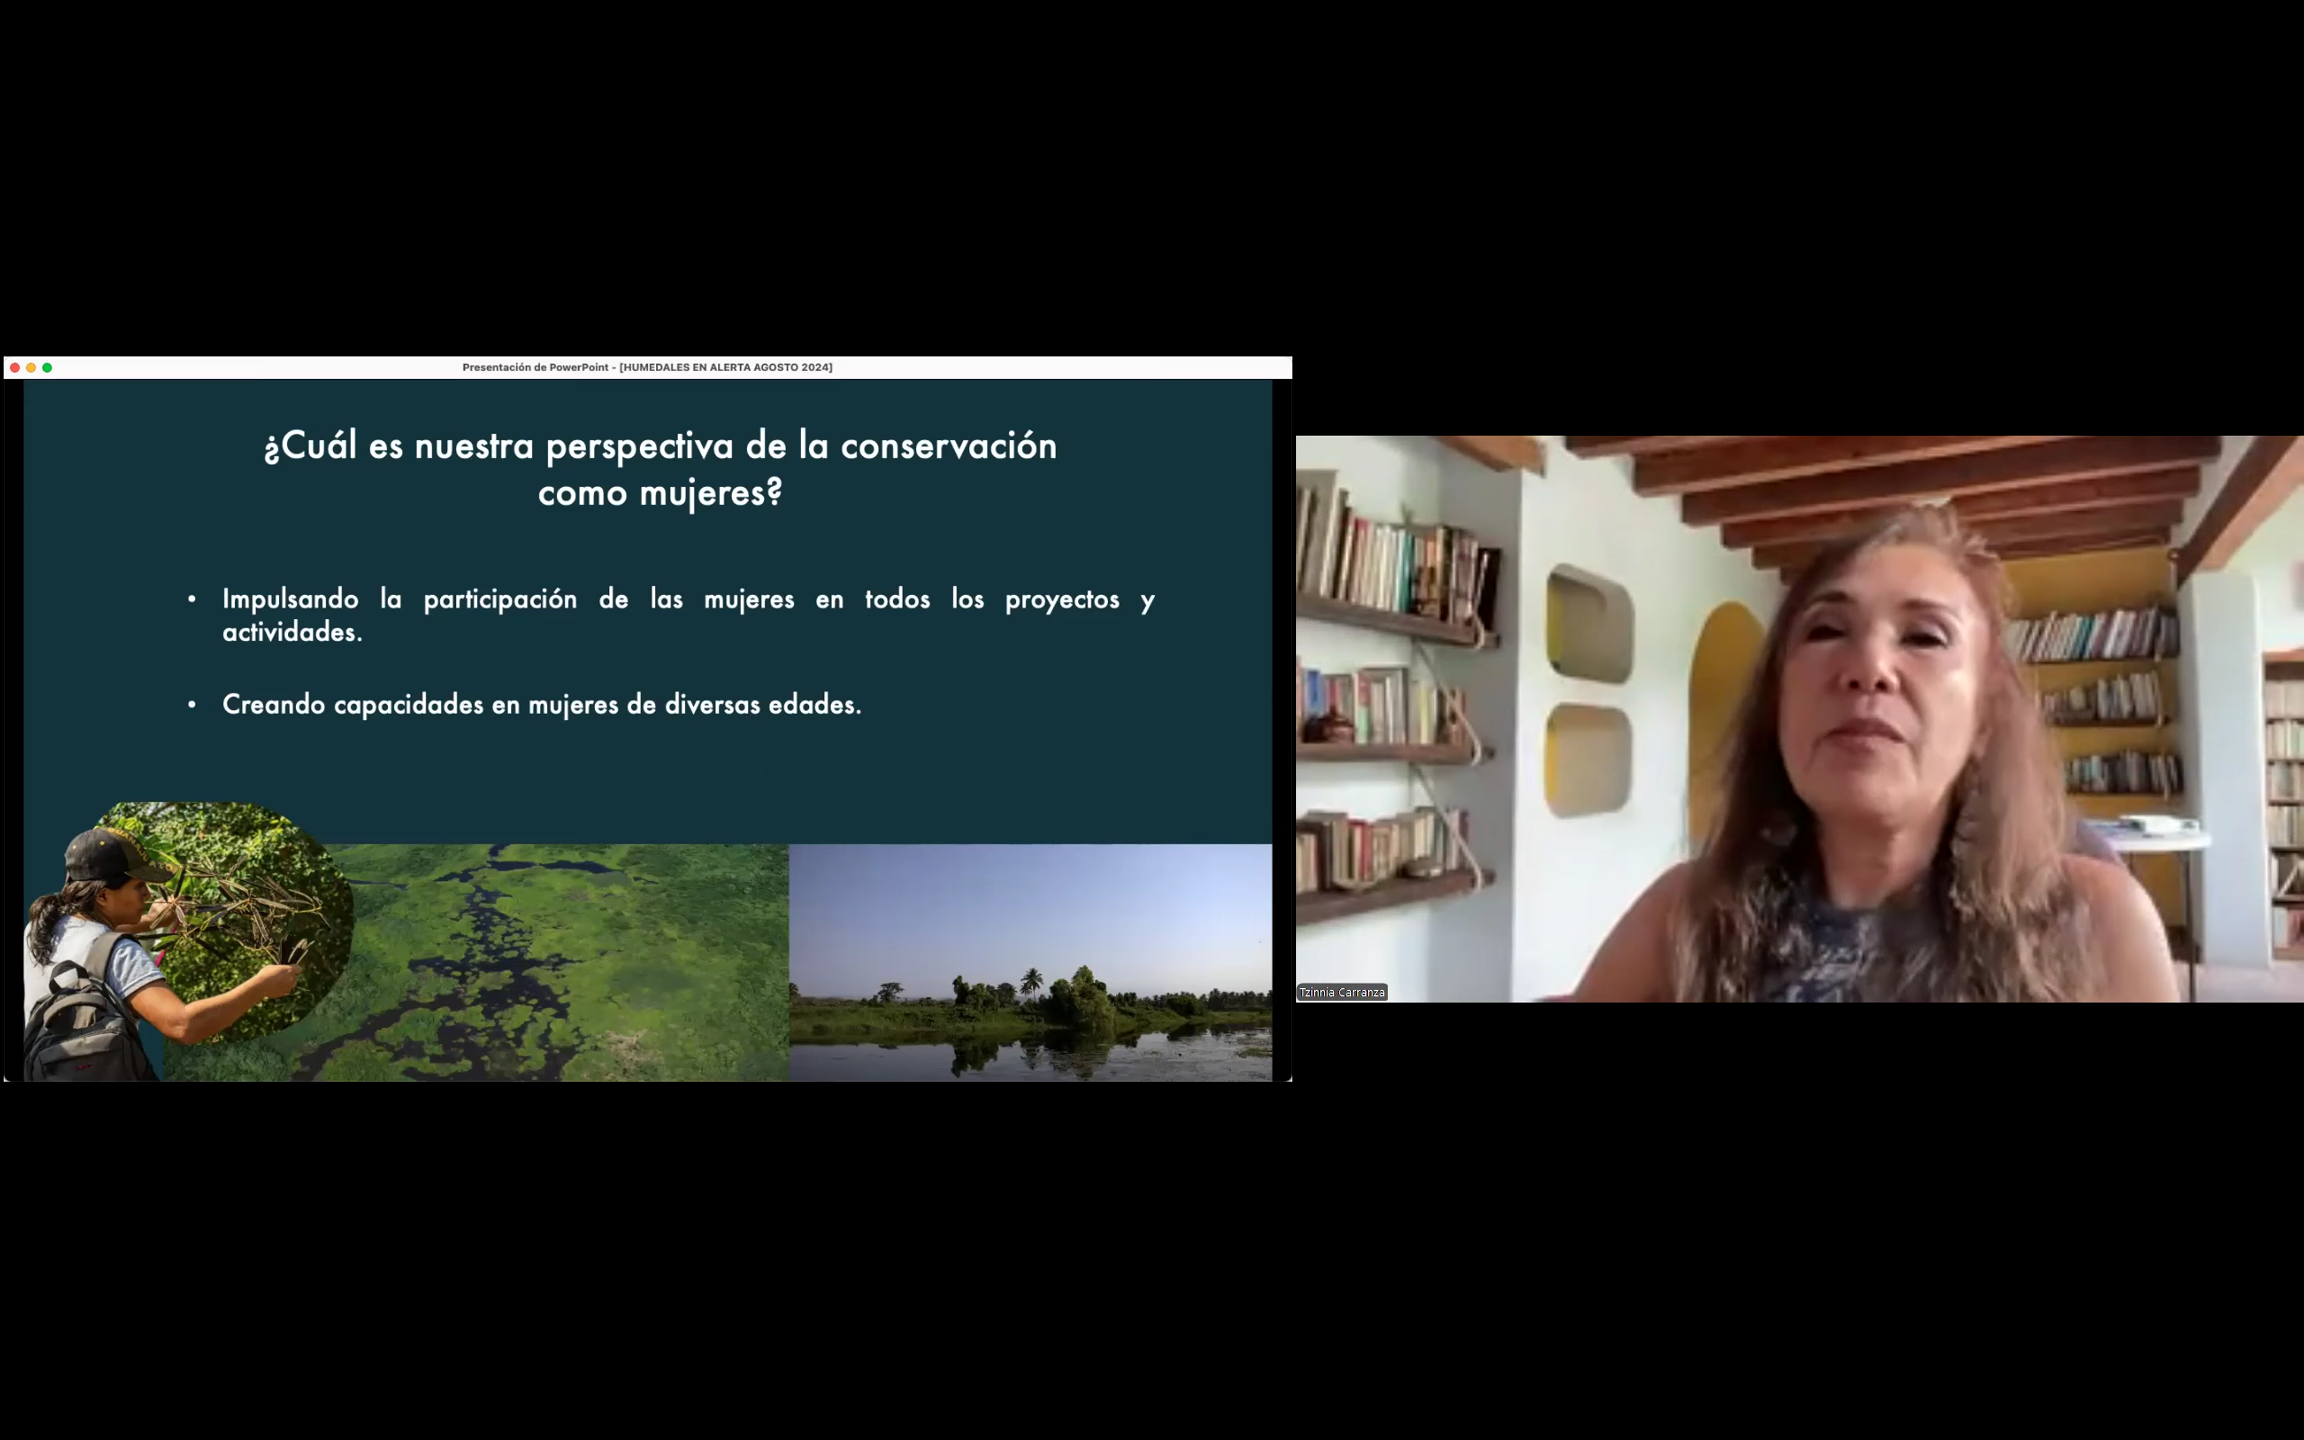 Presentación de PowerPoint - [HUMEDALES EN ALERTA AGOSTO 2024]
¿Cuál es nuestra perspectiva de la conservación
como mujeres?
• Impulsando la participación de las mujeres en todos los proyectos y
actividades.
• Creando capacidades en mujeres de diversas edades.
Tzinnia Carranza